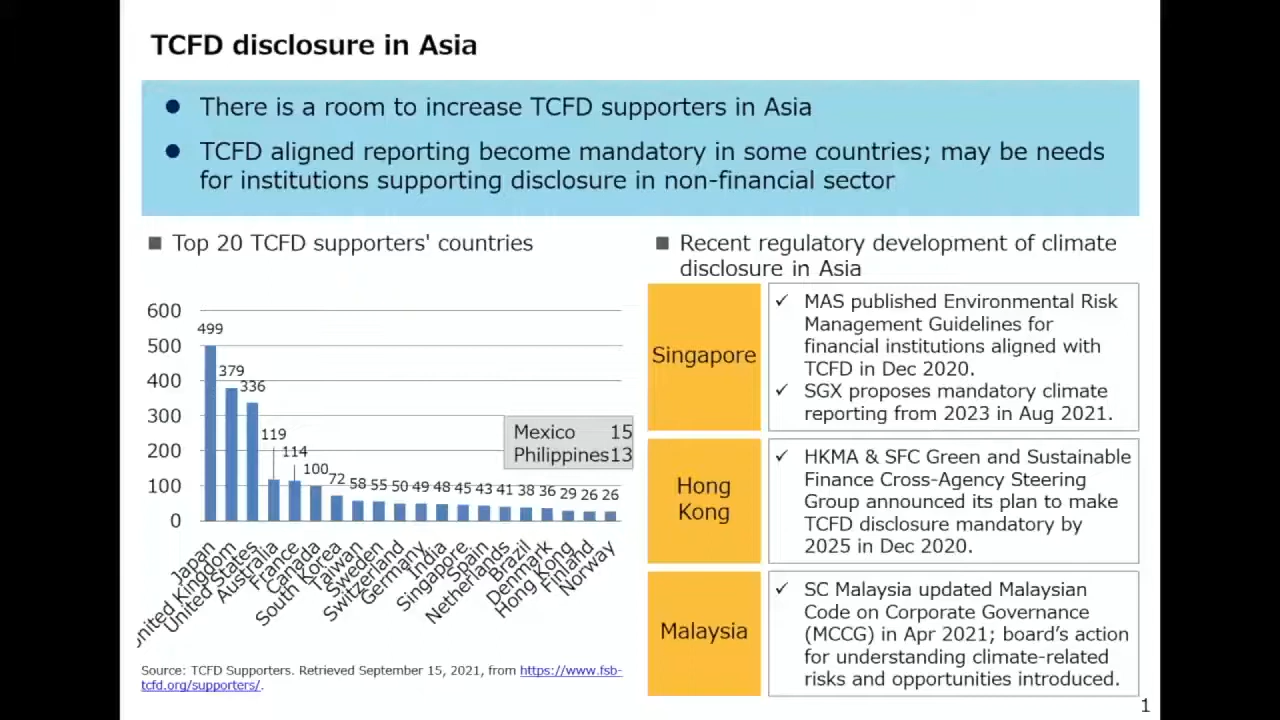 TCFD disclosure in Asia
● There is a room to increase TCFD supporters in Asia
● TCFD aligned reporting become mandatory in some countries; may be needs
for institutions supporting disclosure in non-financial sector
■ Top 20 TCFD supporters' countries
600
500
400
300
200
100
0
499
379
336
119
114
100
72
58
55
50
49
48
45
43
41
38
36
29
26
26
Mexico 15
Philippines 13
Japan
United Kingdom
United States
Australia
France
Canada
South Korea
Taiwan
Sweden
Switzerland
Germany
India
Singapore
Spain
Netherlands
Brazil
Denmark
Hong Kong
Finland
Norway
Source: TCFD Supporters. Retrieved September 15, 2021, from https://www.fsb-
tcfd.org/supporters/.
■ Recent regulatory development of climate
disclosure in Asia
Singapore
✓ MAS published Environmental Risk
Management Guidelines for
financial institutions aligned with
TCFD in Dec 2020.
✓ SGX proposes mandatory climate
reporting from 2023 in Aug 2021.
Hong
Kong
✓ HKMA & SFC Green and Sustainable
Finance Cross-Agency Steering
Group announced its plan to make
TCFD disclosure mandatory by
2025 in Dec 2020.
Malaysia
✓ SC Malaysia updated Malaysian
Code on Corporate Governance
(MCCG) in Apr 2021; board's action
for understanding climate-related
risks and opportunities introduced.
1